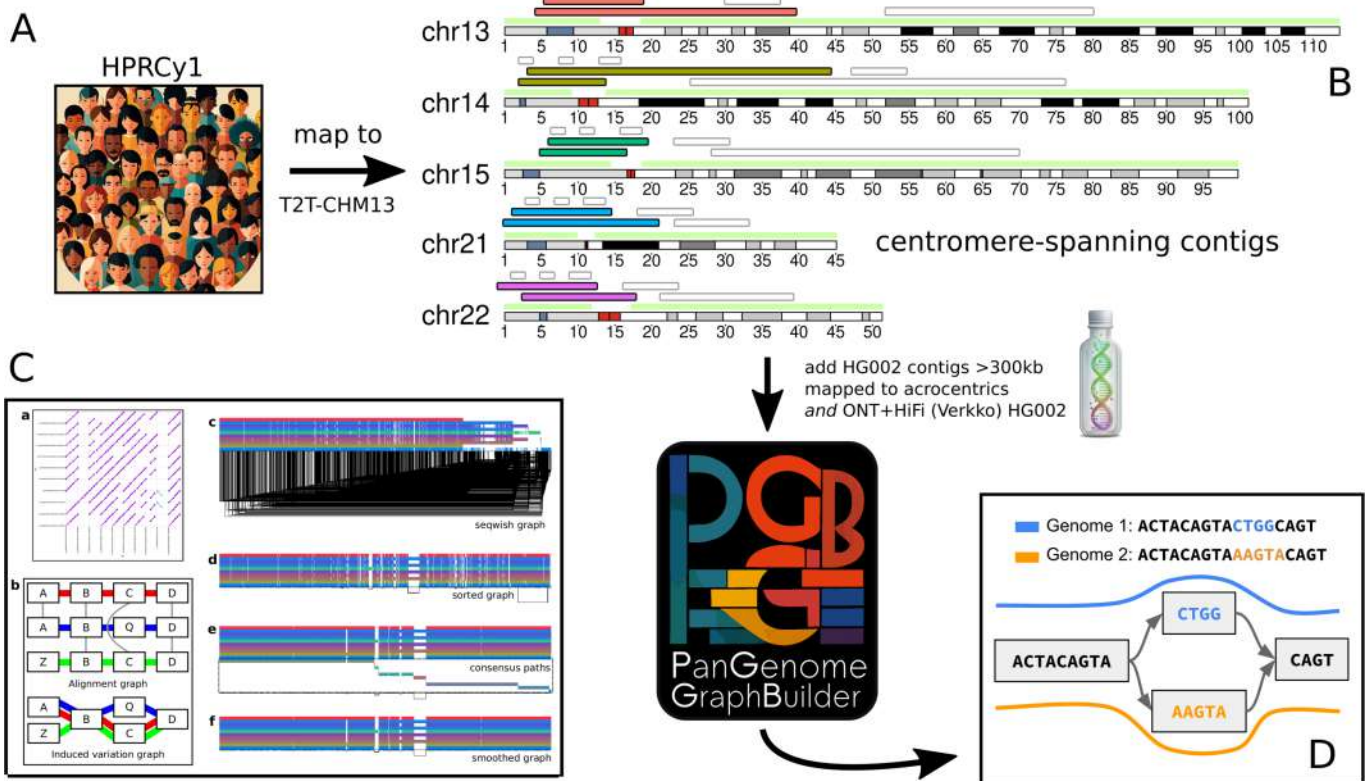 A
HPRCy1
map to
T2T-CHM13
B
chr13
1 5 10 15 20 25 30 35 40 45 50 55 60 65 70 75 80 85 90 95 100 105 110
chr14
1 5 10 15 20 25 30 35 40 45 50 55 60 65 70 75 80 85 90 95 100
chr15
1 5 10 15 20 25 30 35 40 45 50 55 60 65 70 75 80 85 90 95
chr21
1 5 10 15 20 25 30 35 40 45
centromere-spanning contigs
chr22
1 5 10 15 20 25 30 35 40 45 50
add HG002 contigs >300kb
mapped to acrocentrics
and ONT+HiFi (Verkko) HG002
C
a
b
A B C D
A B Q D
Z B C D
Alignment graph
A B Q D
Z C
Induced variation graph
c
seqwish graph
d
sorted graph
e
consensus paths
f
smoothed graph
PGGB
PanGenome
GraphBuilder
Genome 1: ACTACAGTACTGGCAGT
Genome 2: ACTACAGTAAAGTACAGT
CTGG
ACTACAGTA
CAGT
AAGTA
D